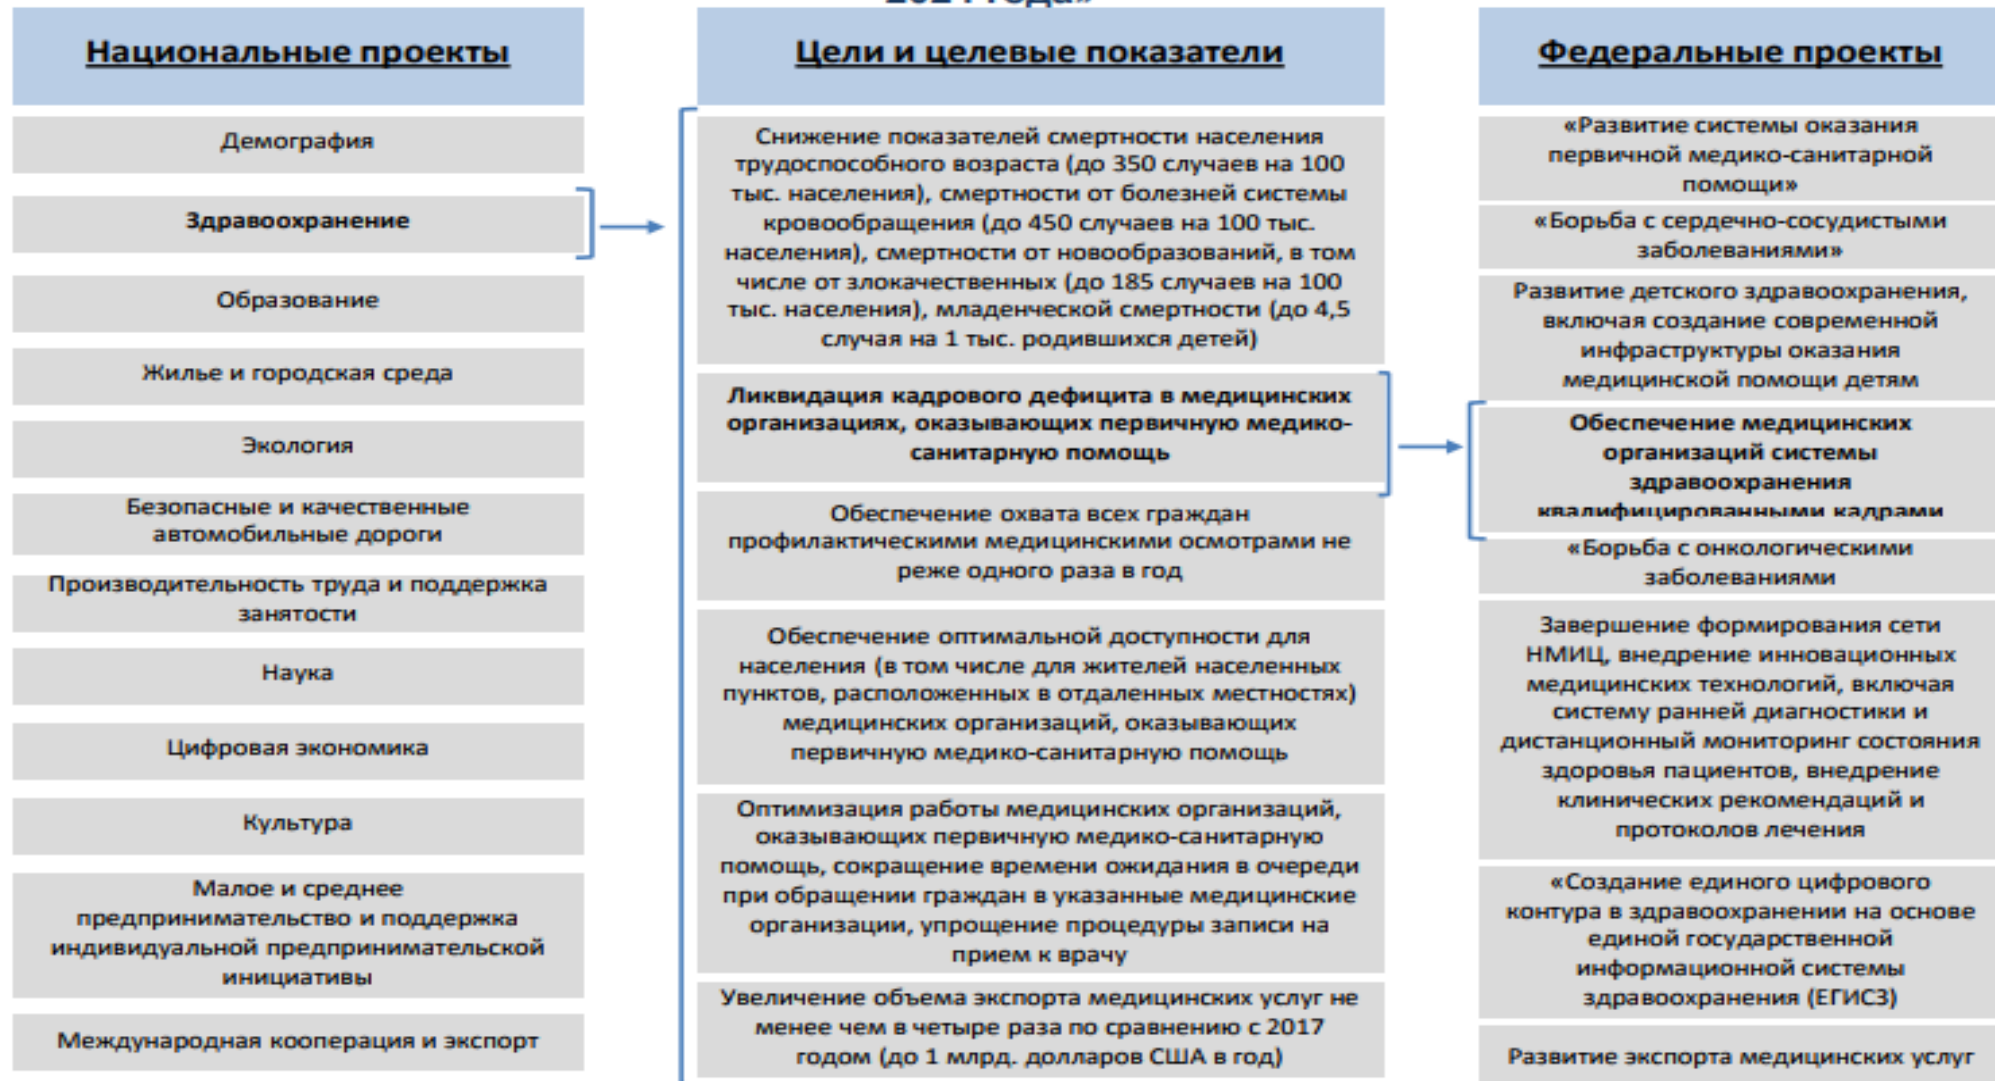 Национальные проекты
Демография
Здравоохранение
Образование
Жилье и городская среда
Экология
Безопасные и качественные
автомобильные дороги
Производительность труда и поддержка
занятости
Наука
Цифровая экономика
Культура
Малое и среднее
предпринимательство и поддержка
индивидуальной предпринимательской
инициативы
Международная кооперация и экспорт
Цели и целевые показатели
Снижение показателей смертности населения
трудоспособного возраста (до 350 случаев на 100
тыс. населения), смертности от болезней системы
кровообращения (до 450 случаев на 100 тыс.
населения), смертности от новообразований, в том
числе от злокачественных (до 185 случаев на 100
тыс. населения), младенческой смертности (до 4,5
случая на 1 тыс. родившихся детей)
Ликвидация кадрового дефицита в медицинских
организациях, оказывающих первичную медико-
санитарную помощь
Обеспечение охвата всех граждан
профилактическими медицинскими осмотрами не
реже одного раза в год
Обеспечение оптимальной доступности для
населения (в том числе для жителей населенных
пунктов, расположенных в отдаленных местностях)
медицинских организаций, оказывающих
первичную медико-санитарную помощь
Оптимизация работы медицинских организаций,
оказывающих первичную медико-санитарную
помощь, сокращение времени ожидания в очереди
при обращении граждан в указанные медицинские
организации, упрощение процедуры записи на
прием к врачу
Увеличение объема экспорта медицинских услуг не
менее чем в четыре раза по сравнению с 2017
годом (до 1 млрд. долларов США в год)
Федеральные проекты
«Развитие системы оказания
первичной медико-санитарной
помощи»
«Борьба с сердечно-сосудистыми
заболеваниями»
Развитие детского здравоохранения,
включая создание современной
инфраструктуры оказания
медицинской помощи детям
Обеспечение медицинских
организаций системы
здравоохранения
квалифицированными кадрами
«Борьба с онкологическими
заболеваниями
Завершение формирования сети
НМИЦ, внедрение инновационных
медицинских технологий, включая
систему ранней диагностики и
дистанционный мониторинг состояния
здоровья пациентов, внедрение
клинических рекомендаций и
протоколов лечения
«Создание единого цифрового
контура в здравоохранении на основе
единой государственной
информационной системы
здравоохранения (ЕГИСЗ)
Развитие экспорта медицинских услуг